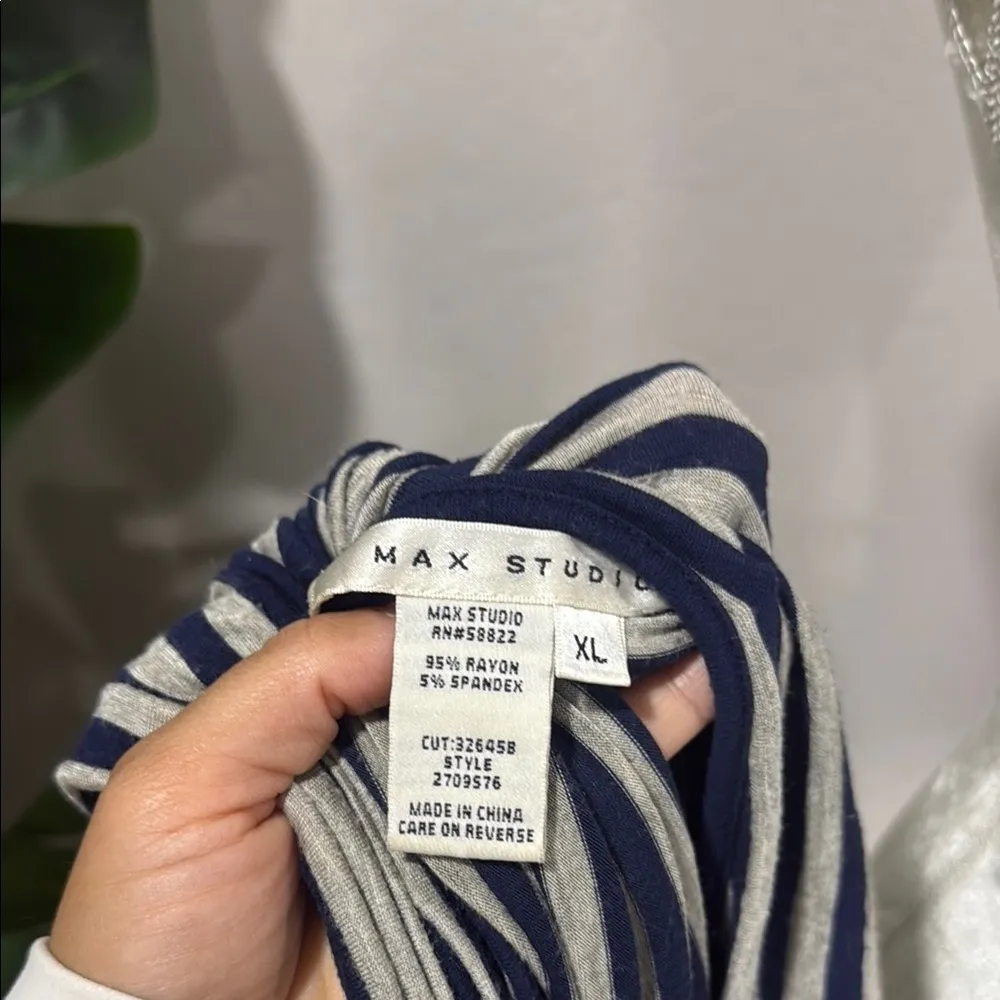 MAX STUDIO
MAX STUDIO
RN#58822
XL
95% RAYON
5% SPANDEX
CUT:32645B
STYLE
2709S76
MADE IN CHINA
CARE ON REVERSE